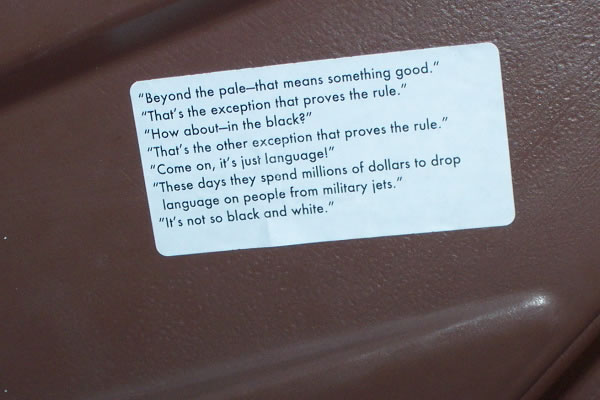 "Beyond the pale—that means something good."
"That's the exception that proves the rule."
"How about—in the black?"
"That's the other exception that proves the rule."
"Come on, it's just language!"
"These days they spend millions of dollars to drop
language on people from military jets."
"It's not so black and white."